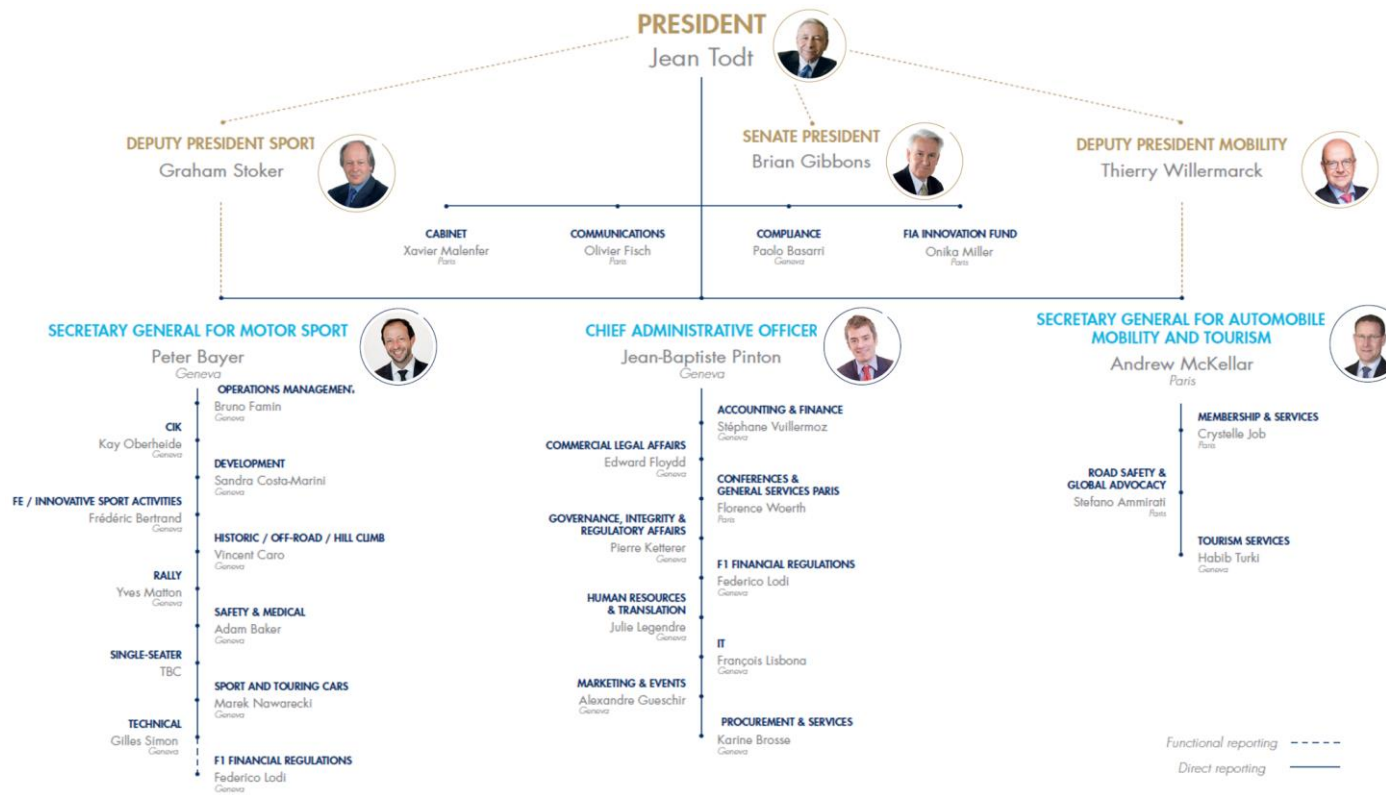 PRESIDENT
Jean Todt
DEPUTY PRESIDENT SPORT
Graham Stoker
SENATE PRESIDENT
Brian Gibbons
DEPUTY PRESIDENT MOBILITY
Thierry Willermarck
CABINET
Xavier Malenfer
Paris
COMMUNICATIONS
Olivier Fisch
Paris
COMPLIANCE
Paolo Basarri
Geneva
FIA INNOVATION FUND
Onika Miller
Paris
SECRETARY GENERAL FOR MOTOR SPORT
Peter Bayer
Geneva
OPERATIONS MANAGEMENT
Bruno Famin
Geneva
CIK
Kay Oberheide
Geneva
DEVELOPMENT
Sandra Costa-Marini
Geneva
FE / INNOVATIVE SPORT ACTIVITIES
Frédéric Bertrand
Geneva
HISTORIC / OFF-ROAD / HILL CLIMB
Vincent Caro
Geneva
RALLY
Yves Matton
Geneva
SAFETY & MEDICAL
Adam Baker
Geneva
SINGLE-SEATER
TBC
SPORT AND TOURING CARS
Marek Nawarecki
Geneva
TECHNICAL
Gilles Simon
Geneva
F1 FINANCIAL REGULATIONS
Federico Lodi
Geneva
CHIEF ADMINISTRATIVE OFFICER
Jean-Baptiste Pinton
Geneva
ACCOUNTING & FINANCE
Stéphane Vuillermoz
Geneva
COMMERCIAL LEGAL AFFAIRS
Edward Floydd
Geneva
CONFERENCES &
GENERAL SERVICES PARIS
Florence Woerth
Paris
GOVERNANCE, INTEGRITY &
REGULATORY AFFAIRS
Pierre Ketterer
Geneva
F1 FINANCIAL REGULATIONS
Federico Lodi
Geneva
HUMAN RESOURCES
& TRANSLATION
Julie Legendre
Geneva
IT
François Lisbona
Geneva
MARKETING & EVENTS
Alexandre Gueschir
Geneva
PROCUREMENT & SERVICES
Karine Brosse
Geneva
SECRETARY GENERAL FOR AUTOMOBILE
MOBILITY AND TOURISM
Andrew McKellar
Paris
MEMBERSHIP & SERVICES
Crystelle Job
Paris
ROAD SAFETY &
GLOBAL ADVOCACY
Stefano Ammirati
Paris
TOURISM SERVICES
Habib Turki
Geneva
Functional reporting
Direct reporting